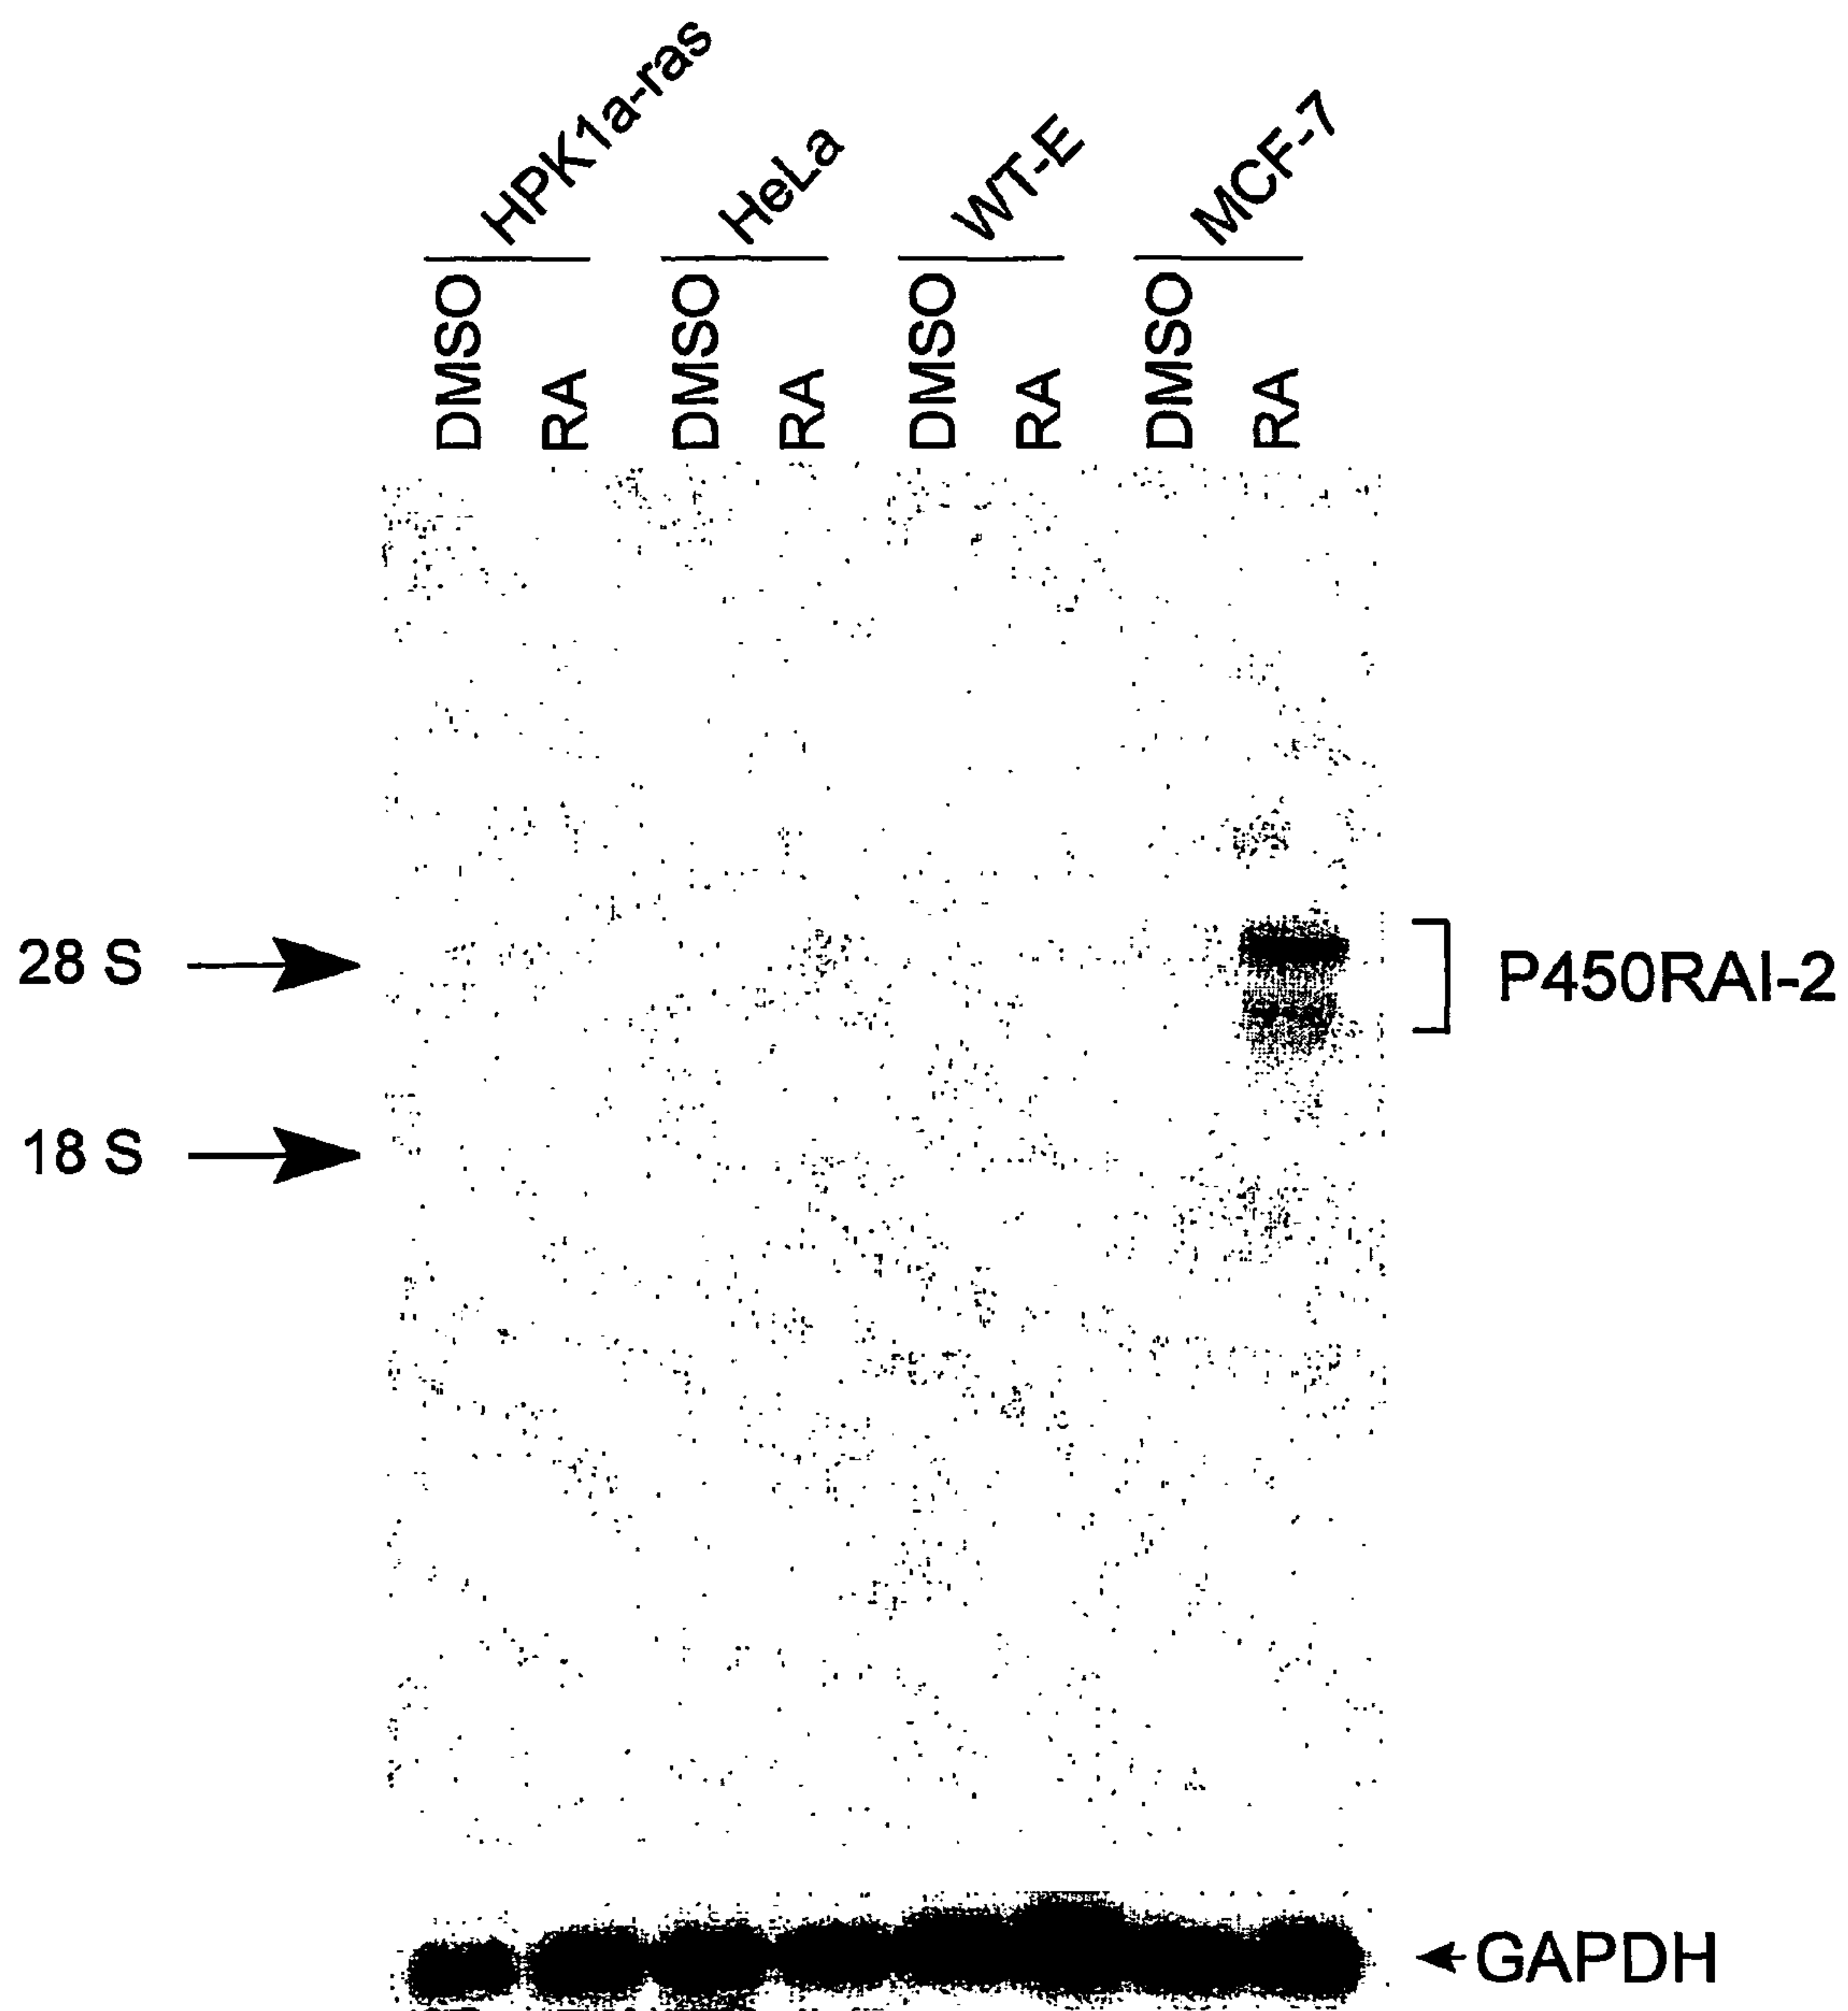 HPK1a-ras HeLa WT-E MCF-7
DMSO RA DMSO RA DMSO RA DMSO RA
28 S
P450RAI-2
18 S
GAPDH